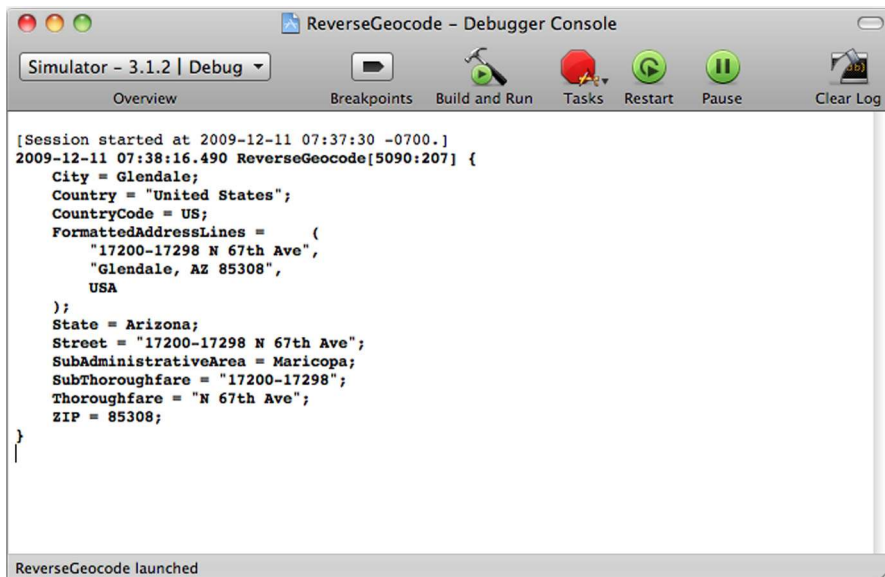 ReverseGeocode – Debugger Console
Simulator – 3.1.2 | Debug
Overview
Breakpoints
Build and Run
Tasks
Restart
Pause
Clear Log
[Session started at 2009-12-11 07:37:30 -0700.]
2009-12-11 07:38:16.490 ReverseGeocode[5090:207] {
    City = Glendale;
    Country = "United States";
    CountryCode = US;
    FormattedAddressLines =     (
        "17200-17298 N 67th Ave",
        "Glendale, AZ 85308",
        USA
    );
    State = Arizona;
    Street = "17200-17298 N 67th Ave";
    SubAdministrativeArea = Maricopa;
    SubThoroughfare = "17200-17298";
    Thoroughfare = "N 67th Ave";
    ZIP = 85308;
}
ReverseGeocode launched